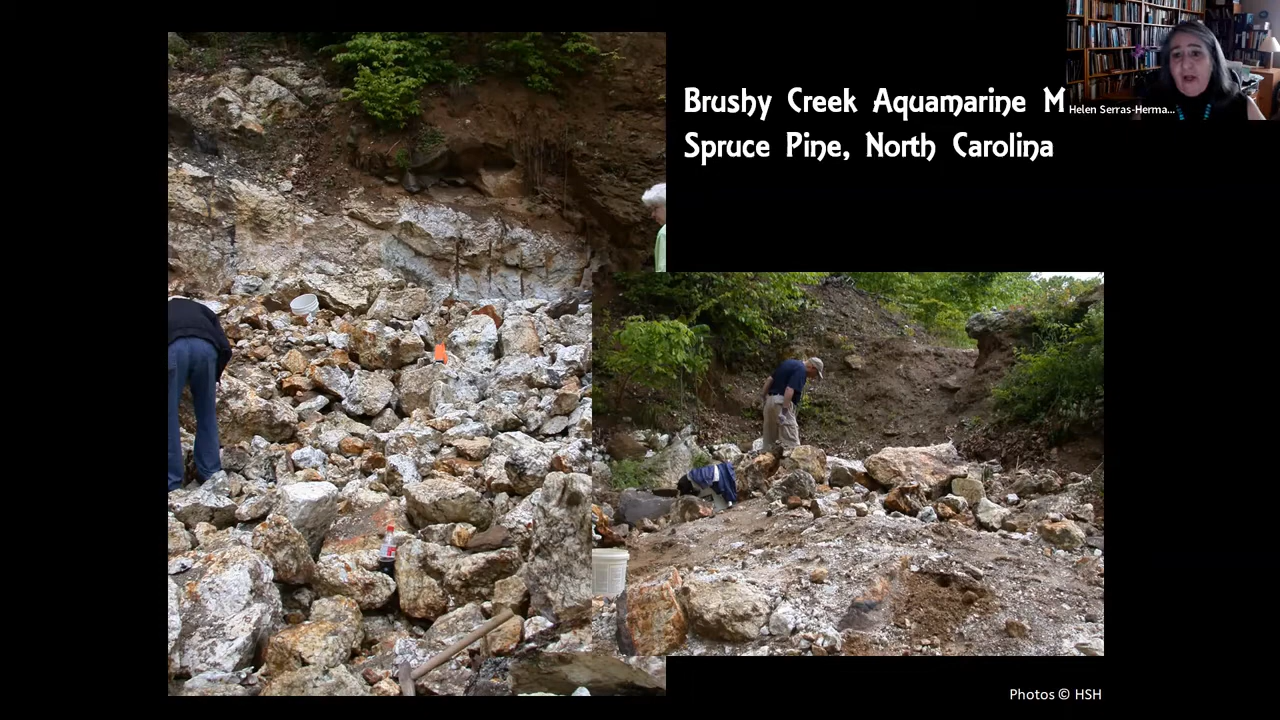 Brushy Creek Aquamarine M
Spruce Pine, North Carolina
Helen Serras-Herma...
Photos © HSH